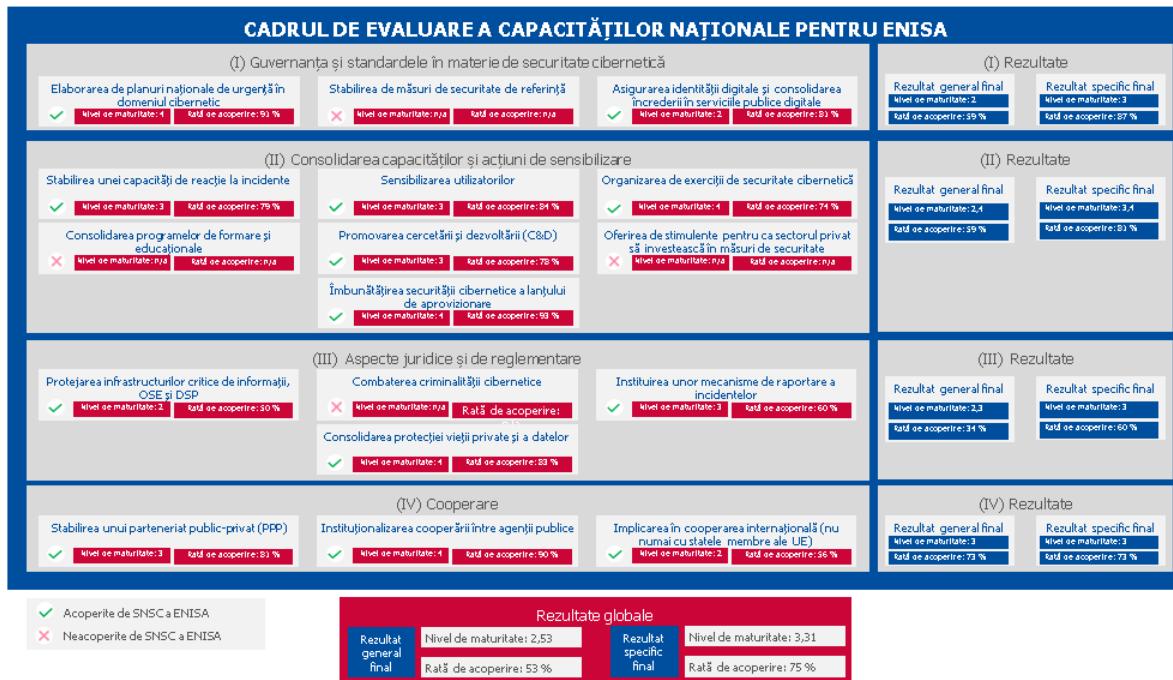 CADRUL DE EVALUARE A CAPACITĂȚILOR NAȚIONALE PENTRU ENISA
(I) Guvernanța și standardele în materie de securitate cibernetică
Elaborarea de planuri naționale de urgență în
domeniul cibernetic
Nivel de maturitate: 4 Rată de acoperire: 91 %
Stabilirea de măsuri de securitate de referință
Nivel de maturitate: n/a Rată de acoperire: n/a
Asigurarea identității digitale și consolidarea
încrederii în serviciile publice digitale
Nivel de maturitate: 2 Rată de acoperire: 81 %
(I) Rezultate
Rezultat general final
Nivel de maturitate: 2
Rată de acoperire: 59 %
Rezultat specific final
Nivel de maturitate: 3
Rată de acoperire: 87 %
(II) Consolidarea capacităților și acțiuni de sensibilizare
Stabilirea unei capacități de reacție la incidente
Nivel de maturitate: 3 Rată de acoperire: 79 %
Sensibilizarea utilizatorilor
Nivel de maturitate: 3 Rată de acoperire: 84 %
Organizarea de exerciții de securitate cibernetică
Nivel de maturitate: 4 Rată de acoperire: 74 %
Consolidarea programelor de formare și
educaționale
Nivel de maturitate: n/a Rată de acoperire: n/a
Promovarea cercetării și dezvoltării (C&D)
Nivel de maturitate: 3 Rată de acoperire: 78 %
Oferirea de stimulente pentru ca sectorul privat
să investească în măsuri de securitate
Nivel de maturitate: n/a Rată de acoperire: n/a
Îmbunătățirea securității cibernetice a lanțului
de aprovizionare
Nivel de maturitate: 4 Rată de acoperire: 93 %
(II) Rezultate
Rezultat general final
Nivel de maturitate: 2,4
Rată de acoperire: 59 %
Rezultat specific final
Nivel de maturitate: 3,4
Rată de acoperire: 81 %
(III) Aspecte juridice și de reglementare
Protejarea infrastructurilor critice de informații,
OSE și DSP
Nivel de maturitate: 2 Rată de acoperire: 50 %
Combaterea criminalității cibernetice
Nivel de maturitate: n/a Rată de acoperire:
Instituirea unor mecanisme de raportare a
incidentelor
Nivel de maturitate: 3 Rată de acoperire: 60 %
Consolidarea protecției vieții private și a datelor
Nivel de maturitate: 4 Rată de acoperire: 83 %
(III) Rezultate
Rezultat general final
Nivel de maturitate: 2,3
Rată de acoperire: 34 %
Rezultat specific final
Nivel de maturitate: 3
Rată de acoperire: 60 %
(IV) Cooperare
Stabilirea unui parteneriat public-privat (PPP)
Nivel de maturitate: 3 Rată de acoperire: 81 %
Instituționalizarea cooperării între agenții publice
Nivel de maturitate: 4 Rată de acoperire: 90 %
Implicarea în cooperarea internațională (nu
numai cu statele membre ale UE)
Nivel de maturitate: 2 Rată de acoperire: 56 %
(IV) Rezultate
Rezultat general final
Nivel de maturitate: 3
Rată de acoperire: 73 %
Rezultat specific final
Nivel de maturitate: 3
Rată de acoperire: 73 %
Acoperite de SNSC a ENISA
Neacoperite de SNSC a ENISA
Rezultate globale
Rezultat
general
final
Nivel de maturitate: 2,53
Rată de acoperire: 53 %
Rezultat
specific
final
Nivel de maturitate: 3,31
Rată de acoperire: 75 %